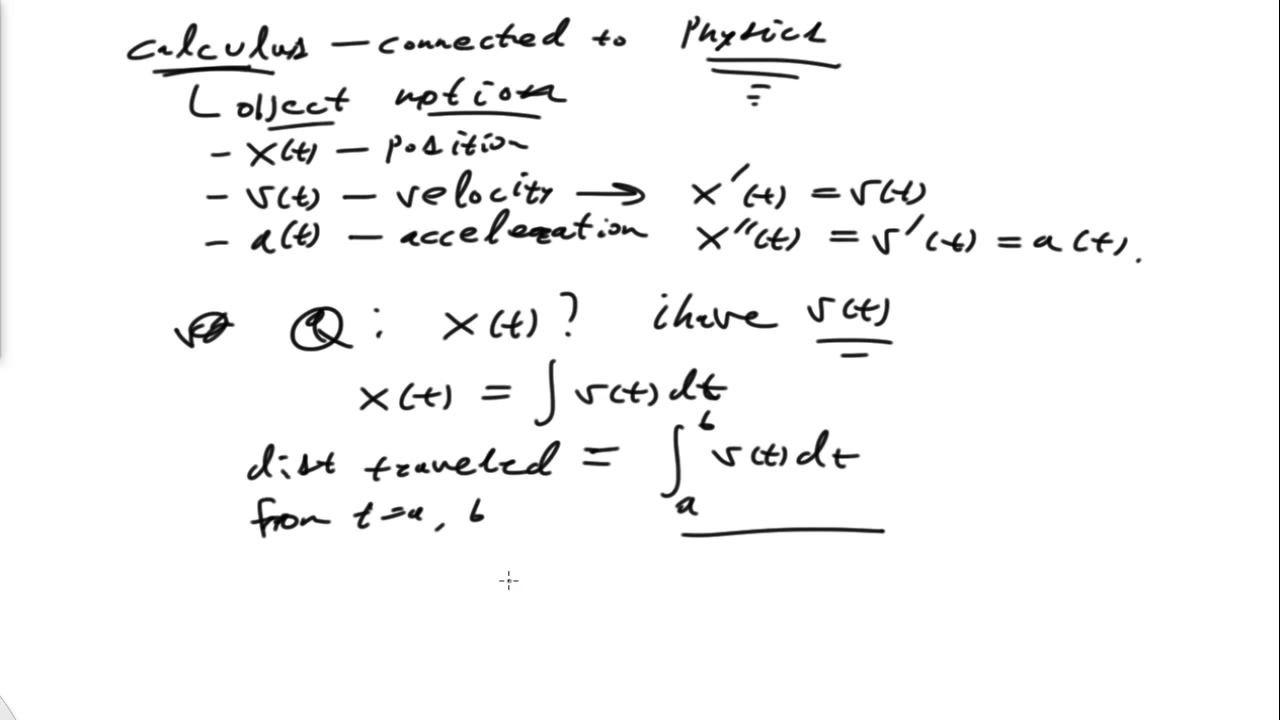 calculus — connected to Physics
object motion
- x(t) — position
- v(t) — velocity → x'(t) = v(t)
- a(t) — acceleration x''(t) = v'(t) = a(t).
Q: x(t)? i have v(t)
x(t) = ∫ v(t) dt
dist traveled = ∫_a^b v(t) dt
from t=a, b